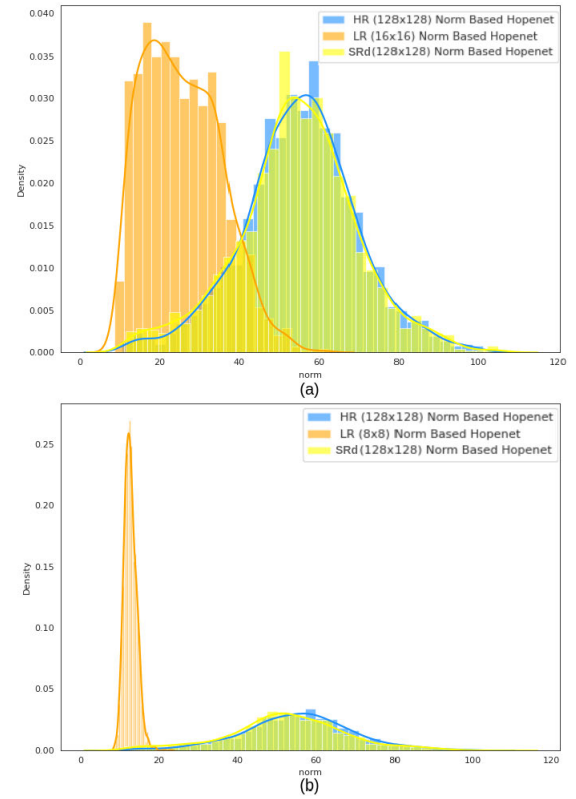 0.040
0.035
0.030
0.025
0.020
0.015
0.010
0.005
0.000
Density
HR (128x128) Norm Based Hopenet
LR (16x16) Norm Based Hopenet
SRd(128x128) Norm Based Hopenet
0 20 40 60 80 100 120
norm
(a)
0.25
0.20
0.15
0.10
0.05
0.00
Density
HR (128x128) Norm Based Hopenet
LR (8x8) Norm Based Hopenet
SRd(128x128) Norm Based Hopenet
0 20 40 60 80 100 120
norm
(b)